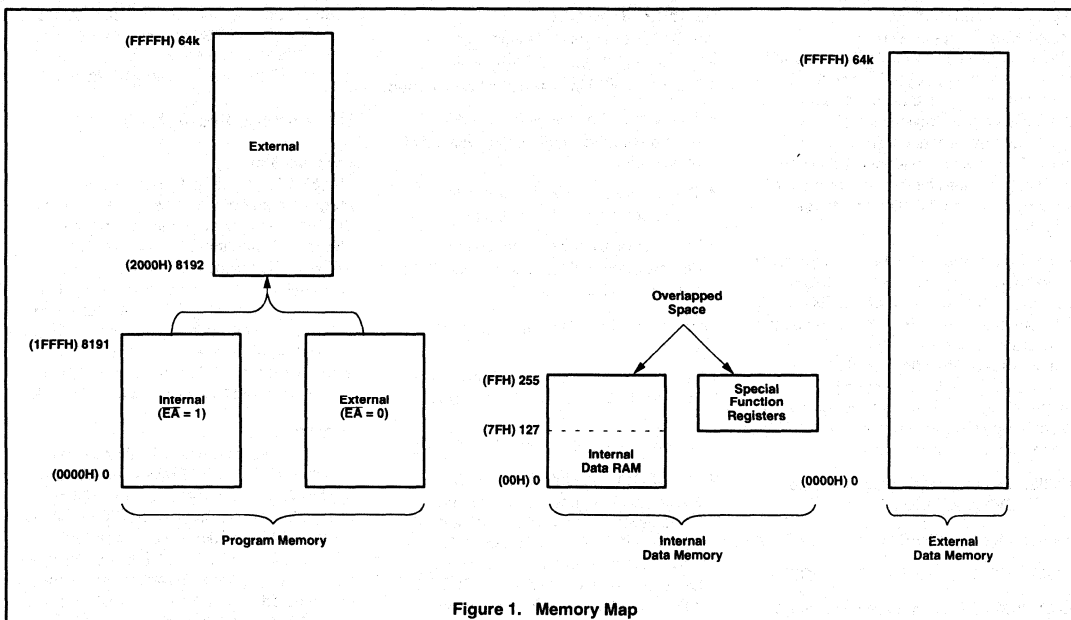 (FFFFH) 64k
External
(2000H) 8192
(1FFFH) 8191
Internal
(EA = 1)
External
(EA = 0)
(0000H) 0
Program Memory
Overlapped
Space
(FFH) 255
Special
Function
Registers
(7FH) 127
Internal
Data RAM
(00H) 0
Internal
Data Memory
(FFFFH) 64k
(0000H) 0
External
Data Memory
Figure 1. Memory Map